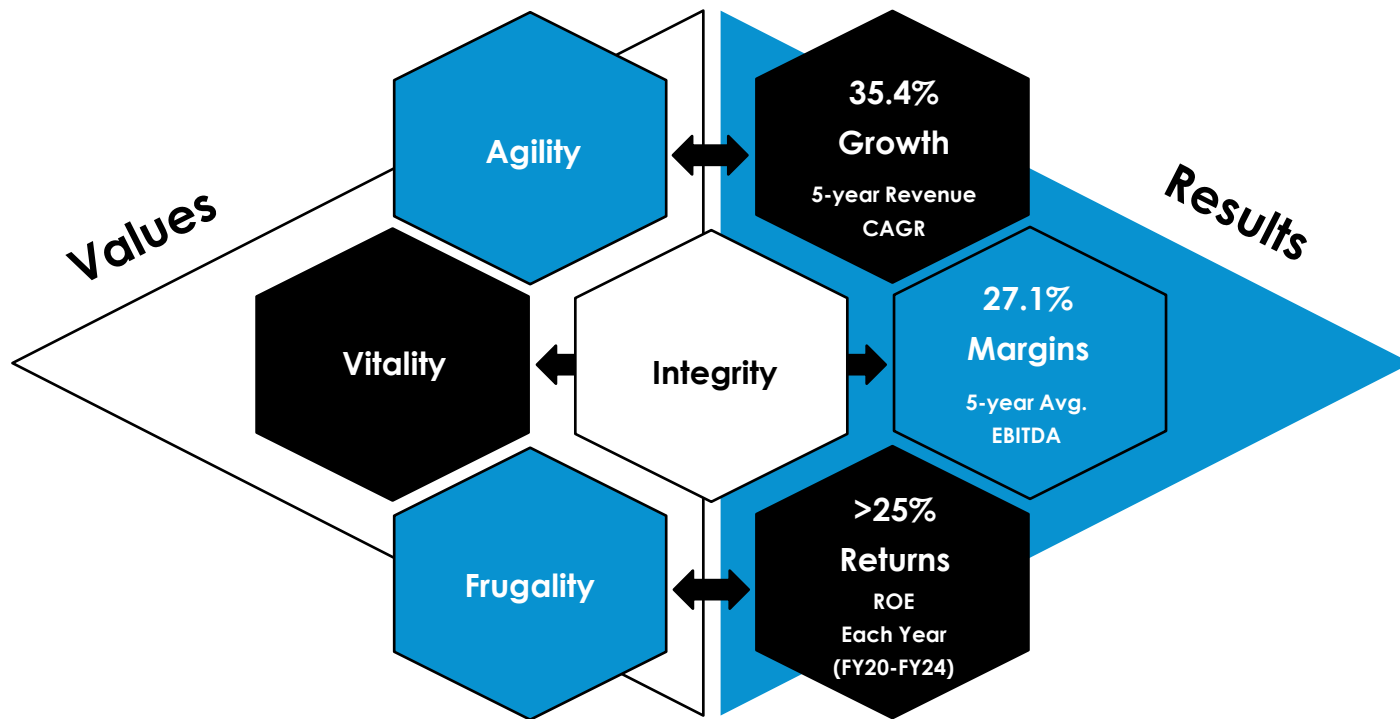 Values
Agility
Vitality
Frugality
Integrity
Results
35.4%
Growth
5-year Revenue
CAGR
27.1%
Margins
5-year Avg.
EBITDA
>25%
Returns
ROE
Each Year
(FY20-FY24)